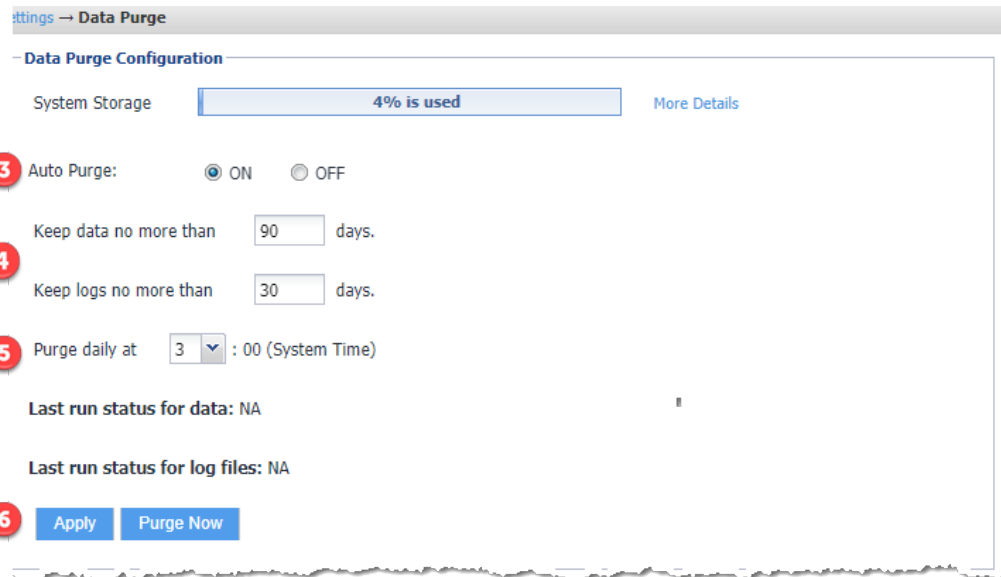 ettings → Data Purge
Data Purge Configuration
System Storage 4% is used More Details
3 Auto Purge: ON OFF
Keep data no more than 90 days.
4
Keep logs no more than 30 days.
5 Purge daily at 3 : 00 (System Time)
Last run status for data: NA
Last run status for log files: NA
6 Apply Purge Now